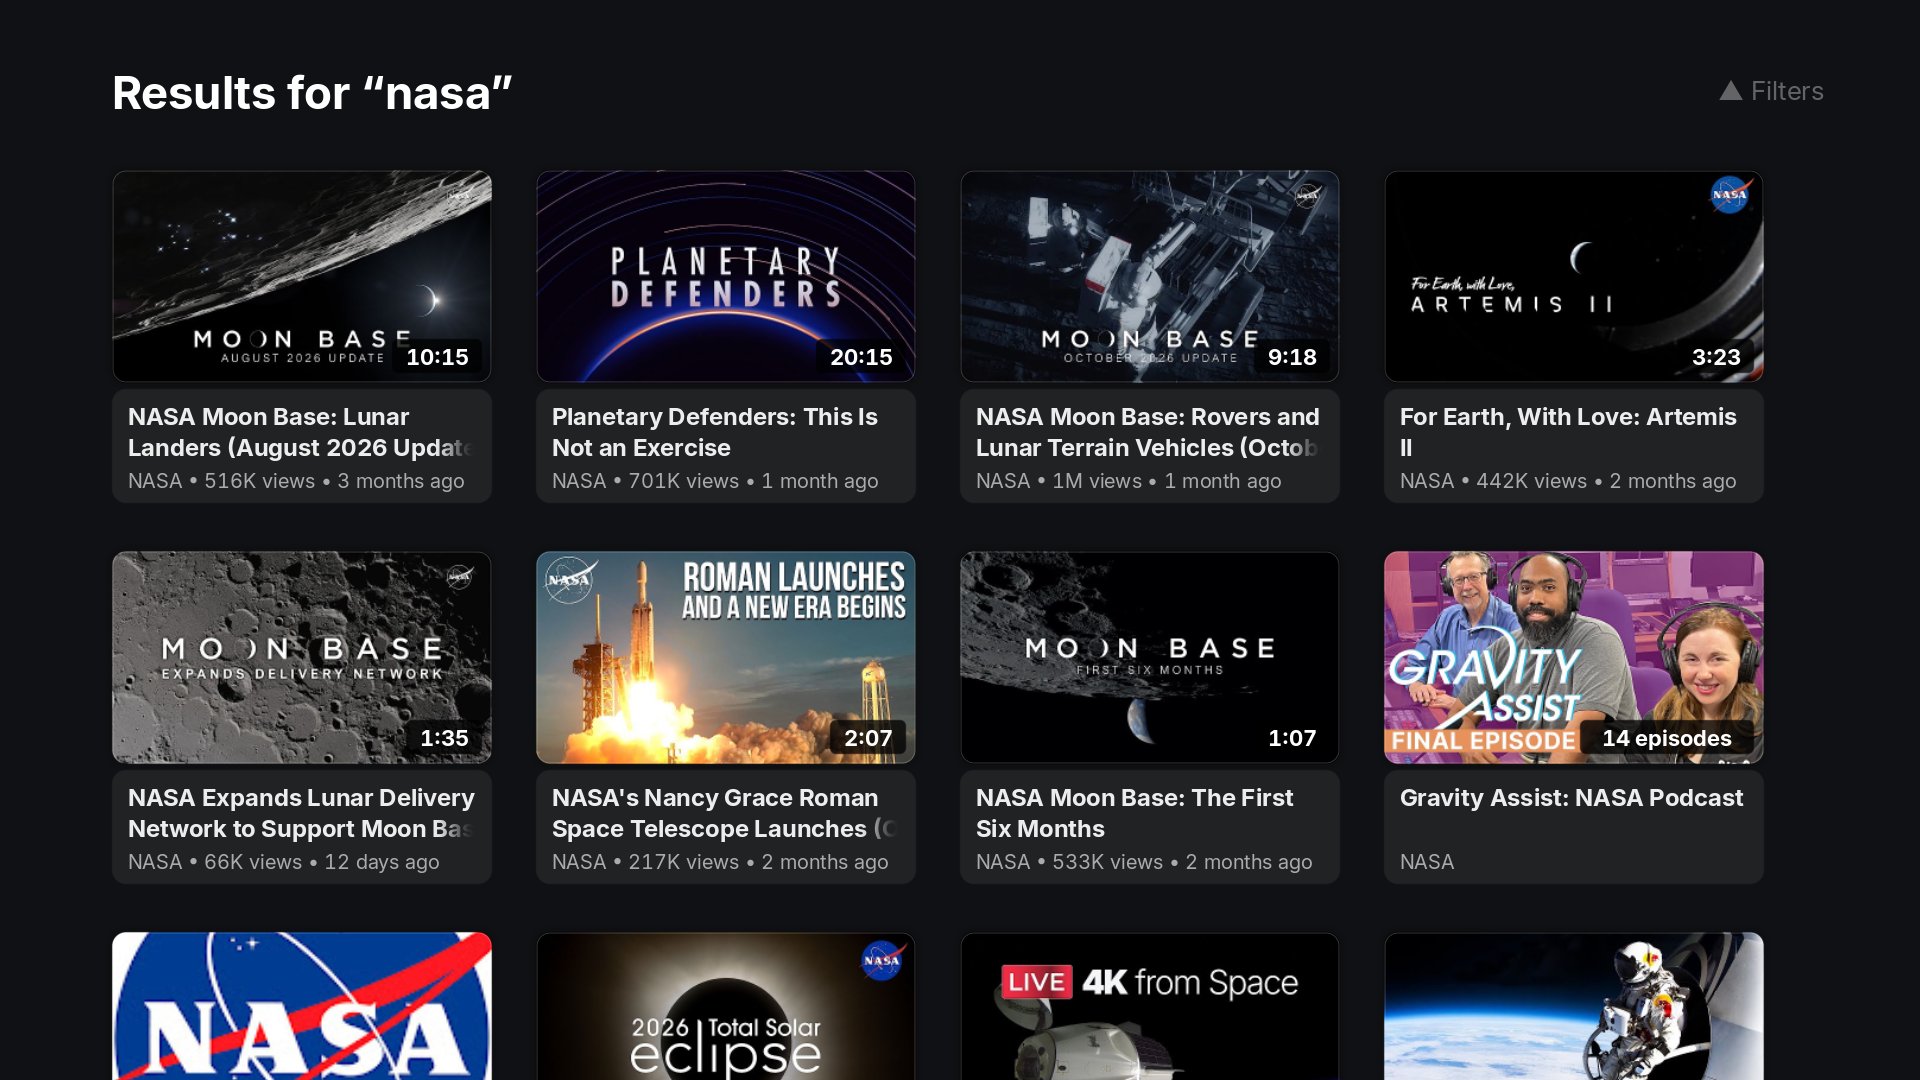 Results for “nasa”
▲ Filters
NASA
MOON BASE
AUGUST 2026 UPDATE
10:15
NASA Moon Base: Lunar
Landers (August 2026 Update
NASA • 516K views • 3 months ago
PLANETARY
DEFENDERS
20:15
Planetary Defenders: This Is
Not an Exercise
NASA • 701K views • 1 month ago
NASA
MOON BASE
OCTOBER 2026 UPDATE
9:18
NASA Moon Base: Rovers and
Lunar Terrain Vehicles (Octob
NASA • 1M views • 1 month ago
NASA
For Earth, with Love,
ARTEMIS II
3:23
For Earth, With Love: Artemis
II
NASA • 442K views • 2 months ago
NASA
MOON BASE
EXPANDS DELIVERY NETWORK
1:35
NASA Expands Lunar Delivery
Network to Support Moon Bas
NASA • 66K views • 12 days ago
NASA
ROMAN LAUNCHES
AND A NEW ERA BEGINS
2:07
NASA's Nancy Grace Roman
Space Telescope Launches (O
NASA • 217K views • 2 months ago
MOON BASE
FIRST SIX MONTHS
1:07
NASA Moon Base: The First
Six Months
NASA • 533K views • 2 months ago
GRAVITY
ASSIST
FINAL EPISODE
14 episodes
Gravity Assist: NASA Podcast
NASA
NASA
NASA
2026 | Total Solar
eclipse
LIVE 4K from Space